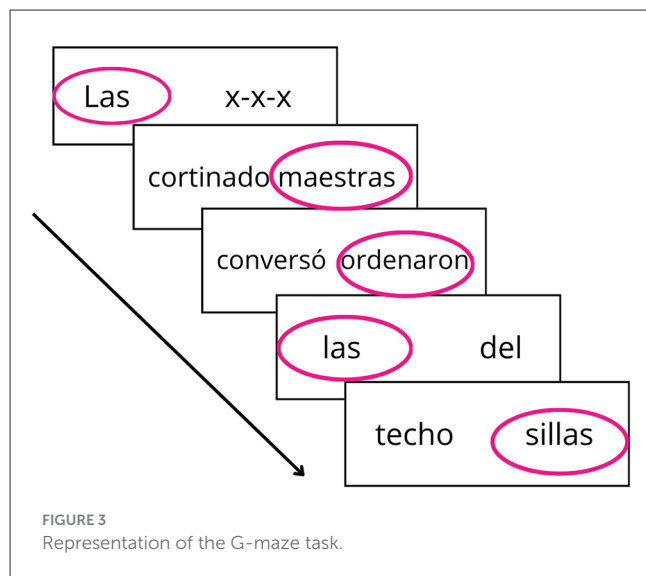 Las x-x-x
cortinado maestras
conversó ordenaron
las del
techo sillas
FIGURE 3
Representation of the G-maze task.